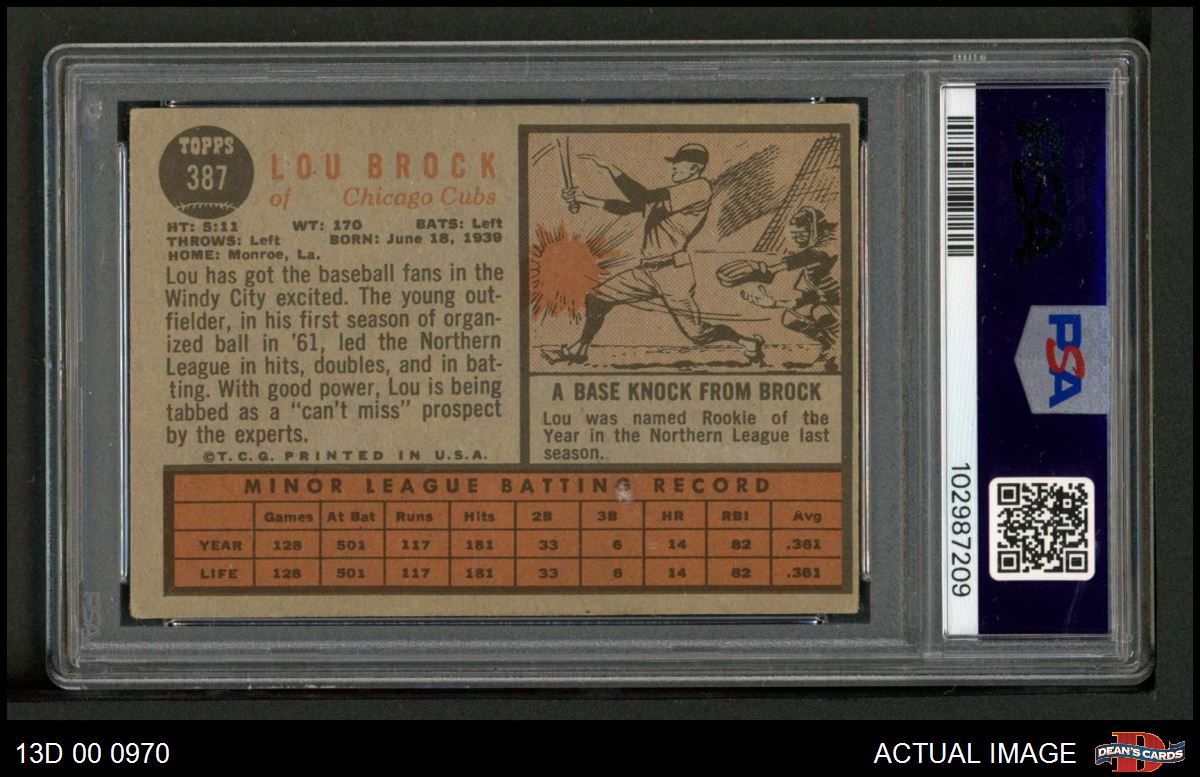 TOPPS
387
LOU BROCK
of Chicago Cubs
HT: 5:11 WT: 170 BATS: Left
THROWS: Left BORN: June 18, 1939
HOME: Monroe, La.
Lou has got the baseball fans in the
Windy City excited. The young out-
fielder, in his first season of organ-
ized ball in '61, led the Northern
League in hits, doubles, and in bat-
ting. With good power, Lou is being
tabbed as a "can't miss" prospect
by the experts.
©T.C.G. PRINTED IN U.S.A.
A BASE KNOCK FROM BROCK
Lou was named Rookie of the
Year in the Northern League last
season.
MINOR LEAGUE BATTING RECORD
Games At Bat Runs Hits 2B 3B HR RBI Avg
YEAR 128 501 117 181 33 6 14 82 .361
LIFE 128 501 117 181 33 6 14 82 .361
PSA
PSA
102987209
PSA
13D 00 0970
ACTUAL IMAGE
DEAN'S CARDS